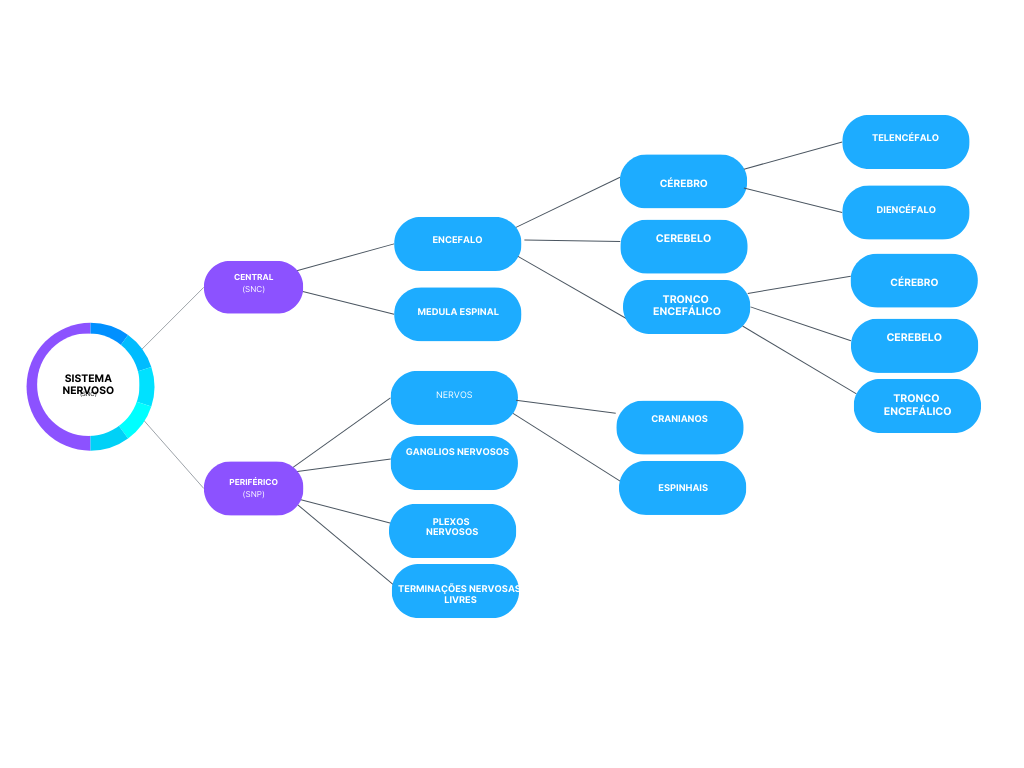 SISTEMA
NERVOSO
CENTRAL
(SNC)
PERIFÉRICO
(SNP)
ENCEFALO
MEDULA ESPINAL
NERVOS
GANGLIOS NERVOSOS
PLEXOS
NERVOSOS
TERMINAÇÕES NERVOSAS
LIVRES
CÉREBRO
CEREBELO
TRONCO
ENCEFÁLICO
CRANIANOS
ESPINHAIS
TELENCÉFALO
DIENCÉFALO
CÉREBRO
CEREBELO
TRONCO
ENCEFÁLICO